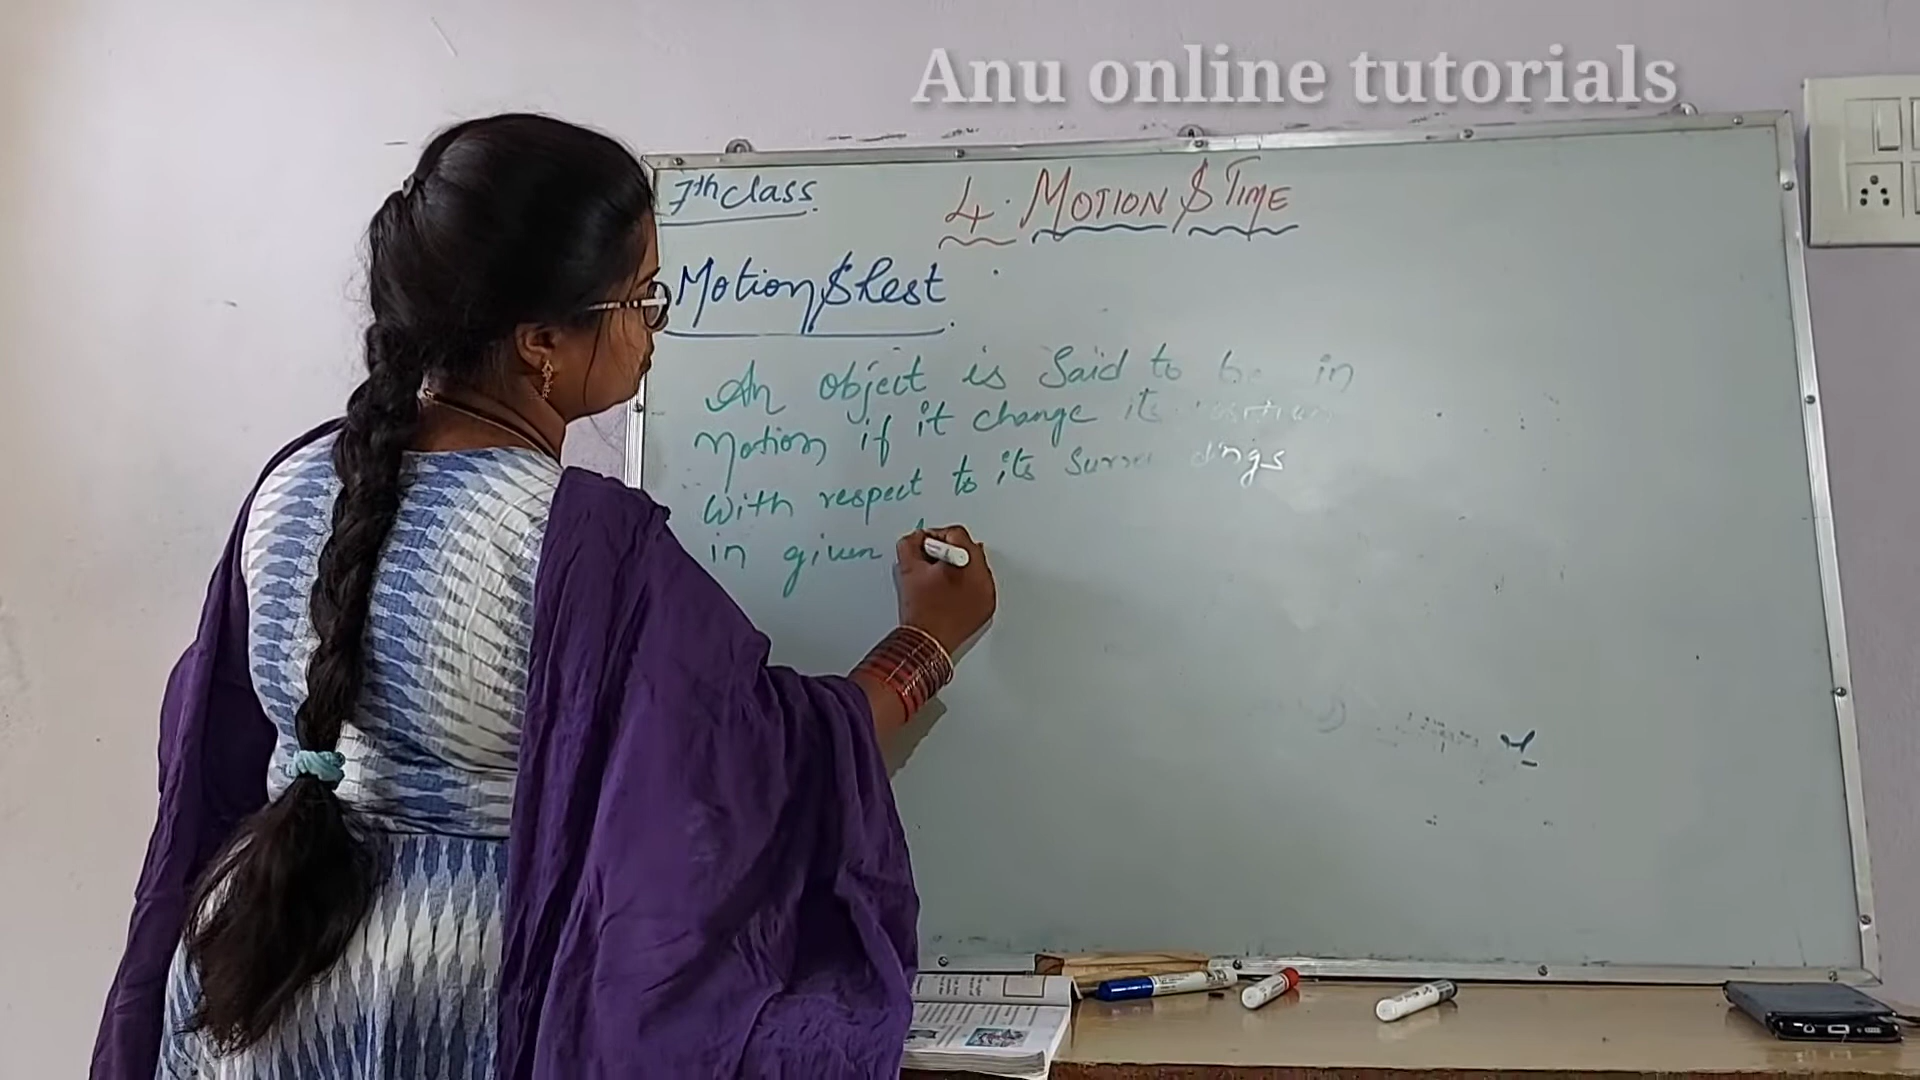 Anu online tutorials
7th class
4. MOTION & TIME
Motion & Rest
An object is said to be in
Motion if it change its position
With respect to its surroundings
in given